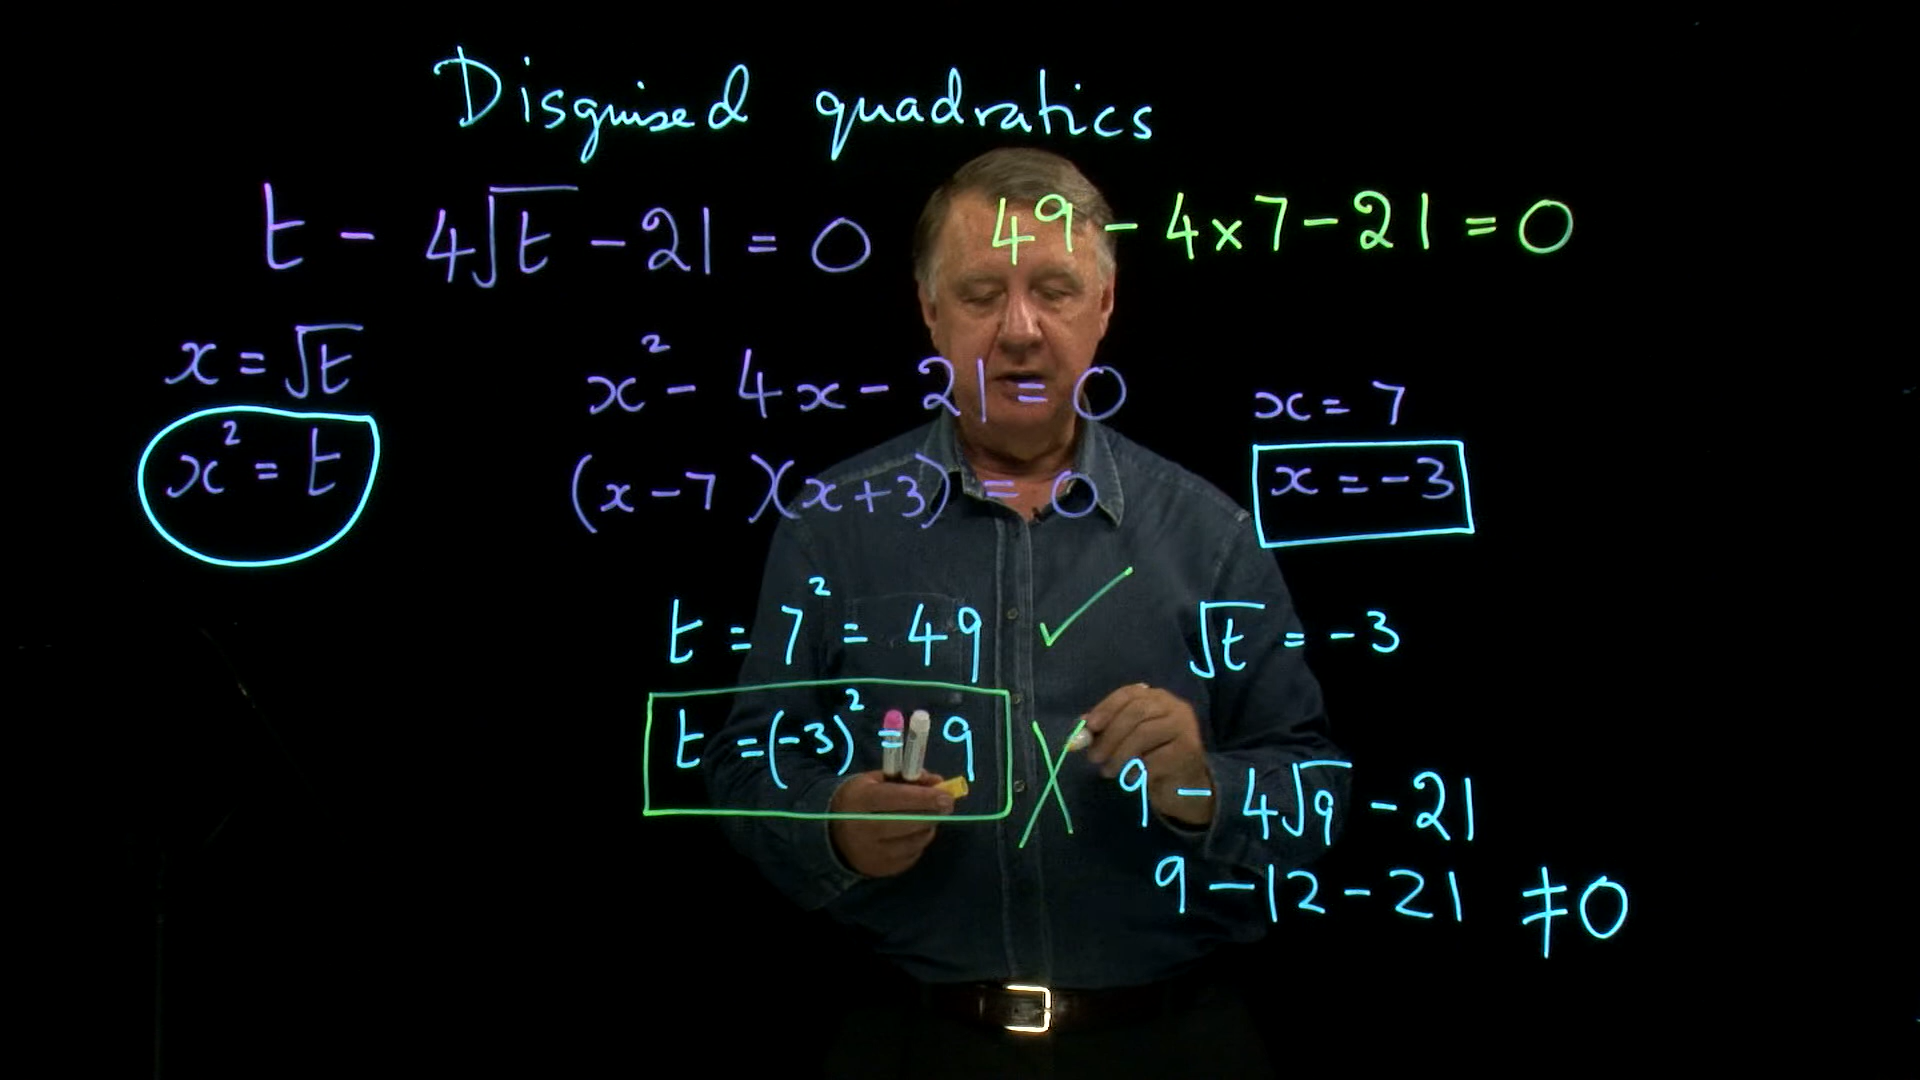 Disguised quadratics
t - 4√t - 21 = 0
49 - 4 × 7 - 21 = 0
x = √t
x² - 4x - 21 = 0
x = 7
x² = t
(x - 7)(x + 3) = 0
x = -3
t = 7² = 49 ✓
√t = -3
t = (-3)² = 9 ✗
9 - 4√9 - 21
9 - 12 - 21 ≠ 0